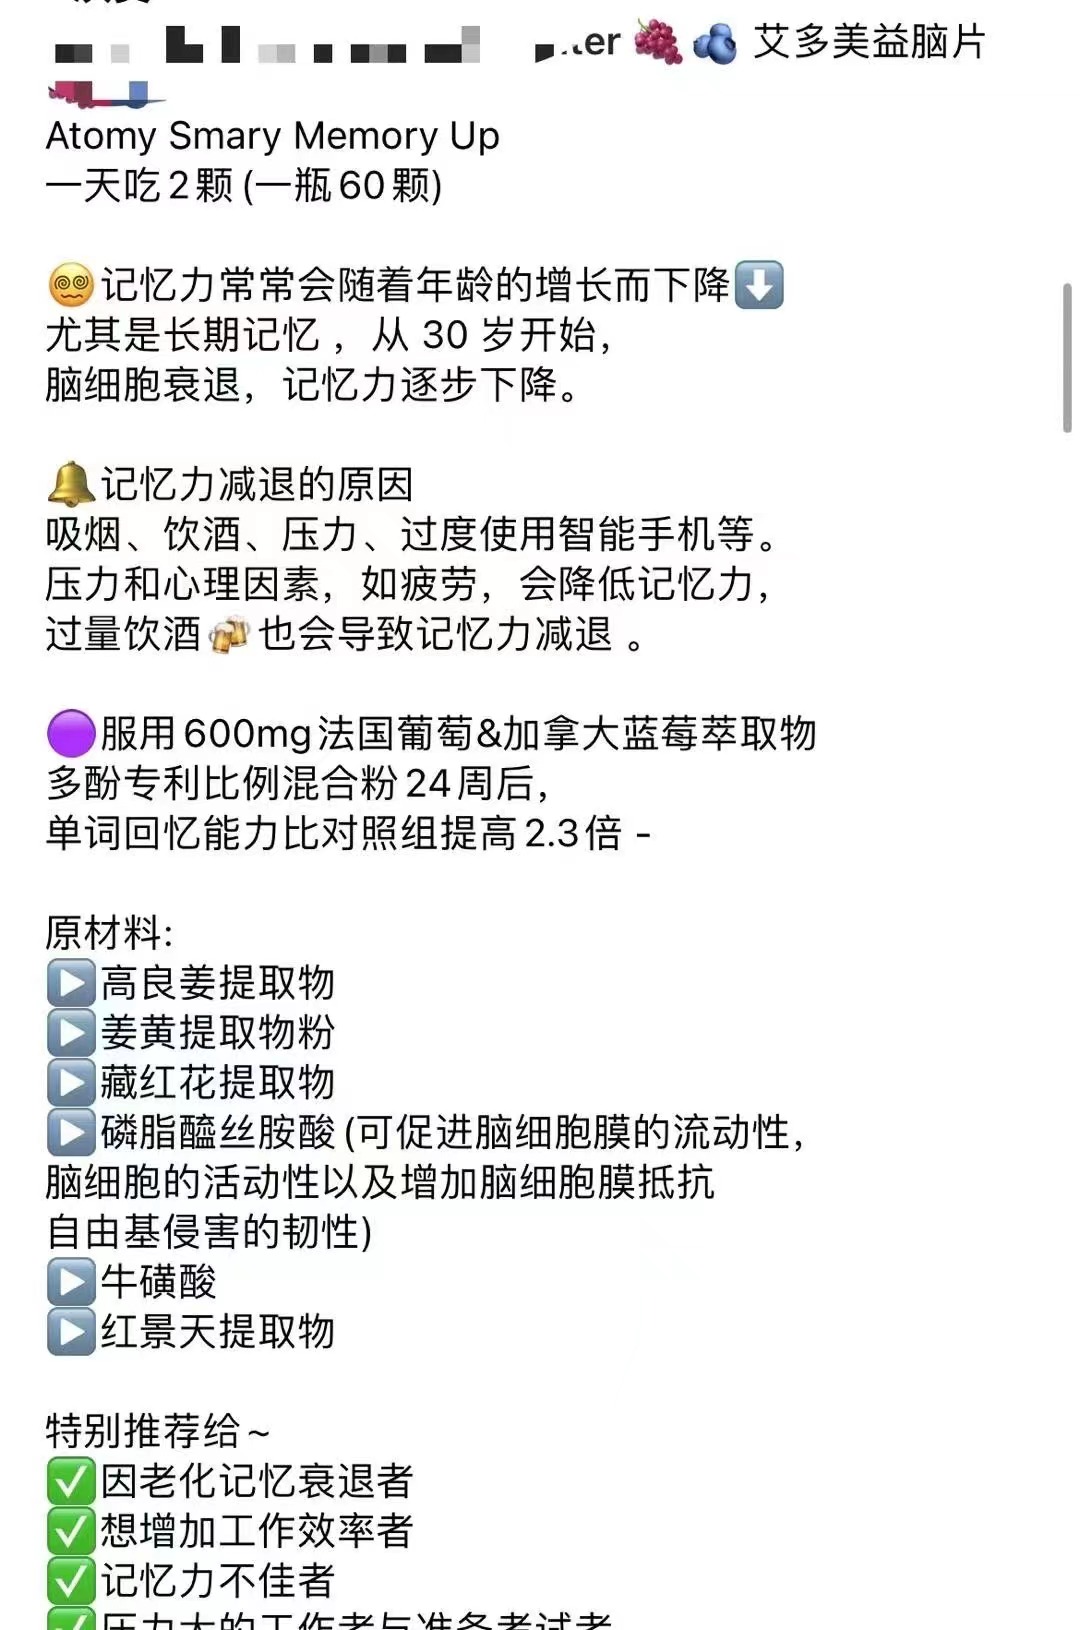 艾多美益脑片
Atomy Smary Memory Up
一天吃2颗(一瓶60颗)
😵‍💫记忆力常常会随着年龄的增长而下降⬇️
尤其是长期记忆 ，从 30 岁开始，
脑细胞衰退，记忆力逐步下降。
🔔记忆力减退的原因
吸烟、饮酒、压力、过度使用智能手机等。
压力和心理因素，如疲劳，会降低记忆力，
过量饮酒🍻也会导致记忆力减退 。
🟣服用600mg法国葡萄&加拿大蓝莓萃取物
多酚专利比例混合粉24周后，
单词回忆能力比对照组提高2.3倍 -
原材料:
▶️高良姜提取物
▶️姜黄提取物粉
▶️藏红花提取物
▶️磷脂醯丝胺酸(可促进脑细胞膜的流动性，
脑细胞的活动性以及增加脑细胞膜抵抗
自由基侵害的韧性)
▶️牛磺酸
▶️红景天提取物
特别推荐给~
✅因老化记忆衰退者
✅想增加工作效率者
✅记忆力不佳者
✅压力大的工作者与准备考试者